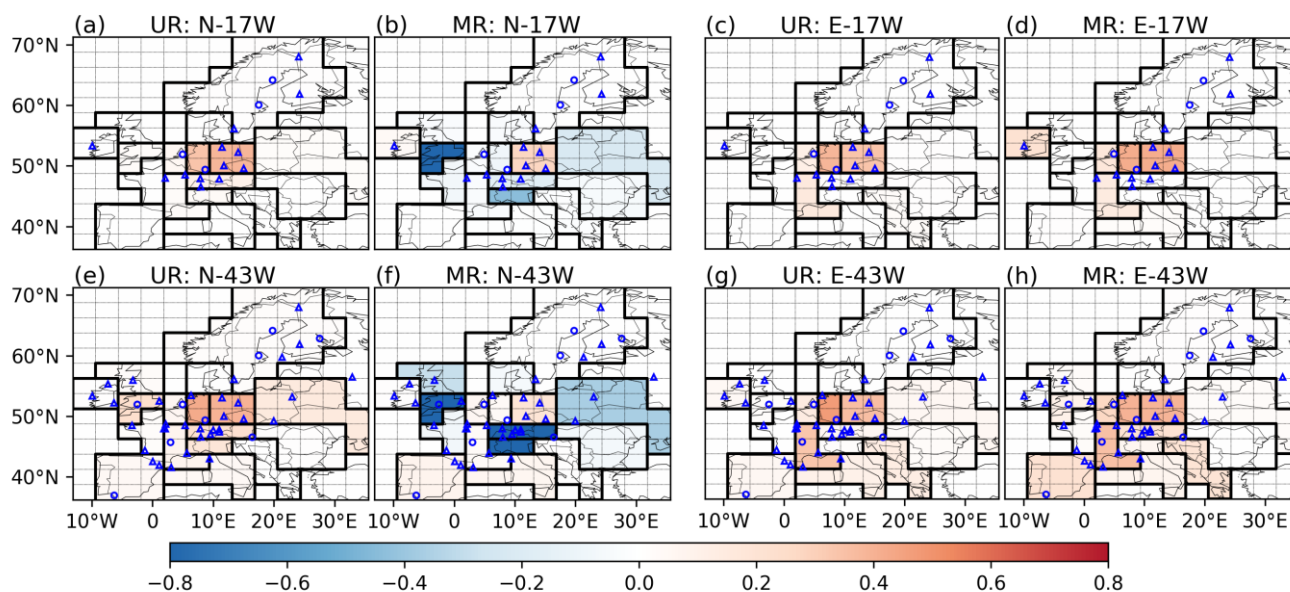 (a) UR: N-17W (b) MR: N-17W (c) UR: E-17W (d) MR: E-17W
70°N
60°N
50°N
40°N
(e) UR: N-43W (f) MR: N-43W (g) UR: E-43W (h) MR: E-43W
70°N
60°N
50°N
40°N
10°W 0° 10°E 20°E 30°E 10°W 0° 10°E 20°E 30°E 10°W 0° 10°E 20°E 30°E 10°W 0° 10°E 20°E 30°E
−0.8 −0.6 −0.4 −0.2 0.0 0.2 0.4 0.6 0.8